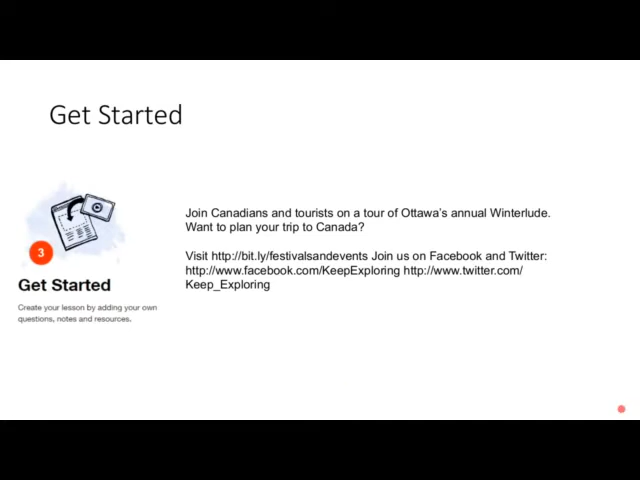 Get Started
3
Get Started
Create your lesson by adding your own
questions, notes and resources.
Join Canadians and tourists on a tour of Ottawa’s annual Winterlude.
Want to plan your trip to Canada?
Visit http://bit.ly/festivalsandevents Join us on Facebook and Twitter:
http://www.facebook.com/KeepExploring http://www.twitter.com/
Keep_Exploring